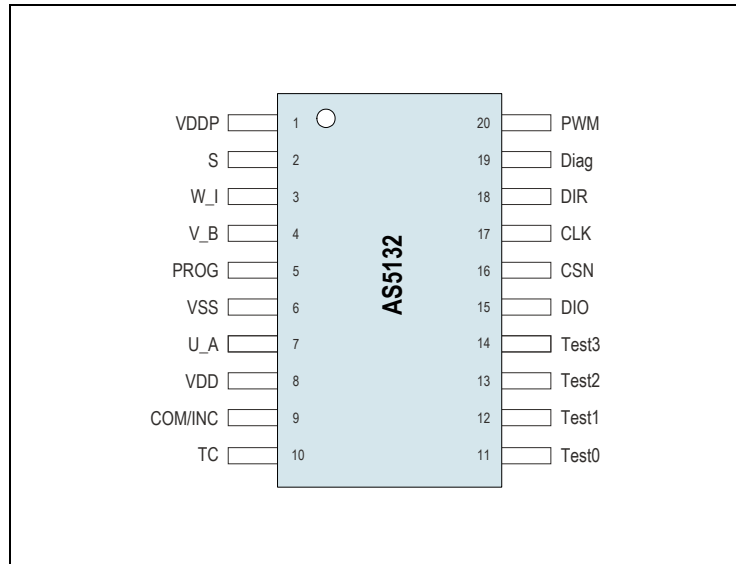 VDDP 1 20 PWM
S 2 19 Diag
W_I 3 18 DIR
V_B 4 17 CLK
PROG 5 16 CSN
VSS 6 15 DIO
U_A 7 14 Test3
VDD 8 13 Test2
COM/INC 9 12 Test1
TC 10 11 Test0
AS5132